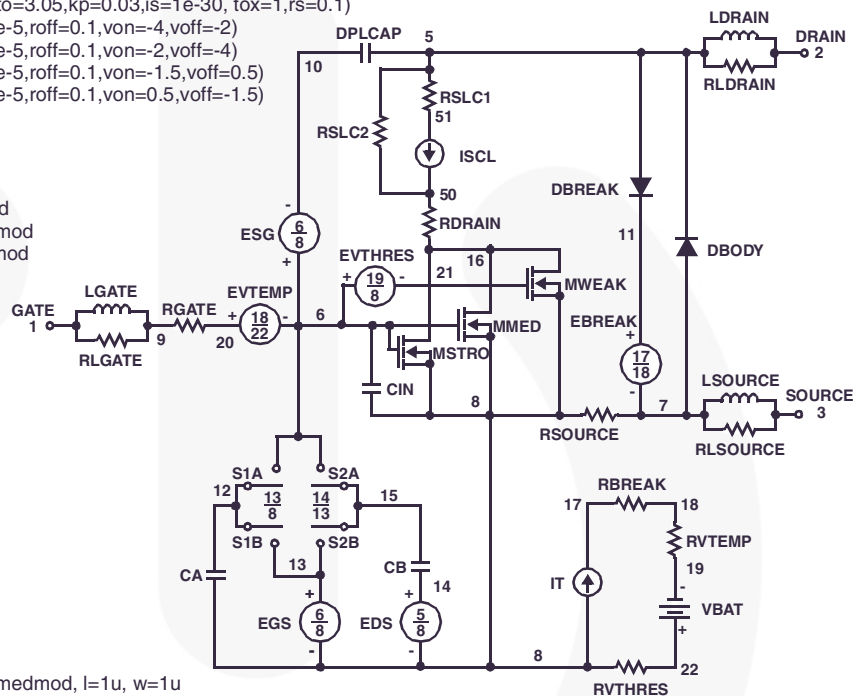 to=3.05,kp=0.03,is=1e-30, tox=1,rs=0.1)
e-5,roff=0.1,von=-4,voff=-2)
e-5,roff=0.1,von=-2,voff=-4)
e-5,roff=0.1,von=-1.5,voff=0.5)
e-5,roff=0.1,von=0.5,voff=-1.5)
d
mod
mod
medmod, l=1u, w=1u
LDRAIN
DPLCAP
5
DRAIN
2
10
RLDRAIN
RSLC1
51
RSLC2
ISCL
DBREAK
50
-
RDRAIN
ESG
6
8
11
DBODY
+
EVTHRES
16
21
+
19
8
-
MWEAK
LGATE
EVTEMP
GATE
1
RGATE
+
18
22
-
6
MMED
EBREAK
+
9
20
RLGATE
MSTRO
17
18
-
LSOURCE
CIN
SOURCE
3
8
7
RSOURCE
RLSOURCE
S1A
S2A
RBREAK
12
13
8
14
13
15
17
18
S1B
S2B
RVTEMP
13
CB
19
CA
14
IT
-
VBAT
+
+
+
EGS
6
8
EDS
5
8
-
-
8
22
RVTHRES